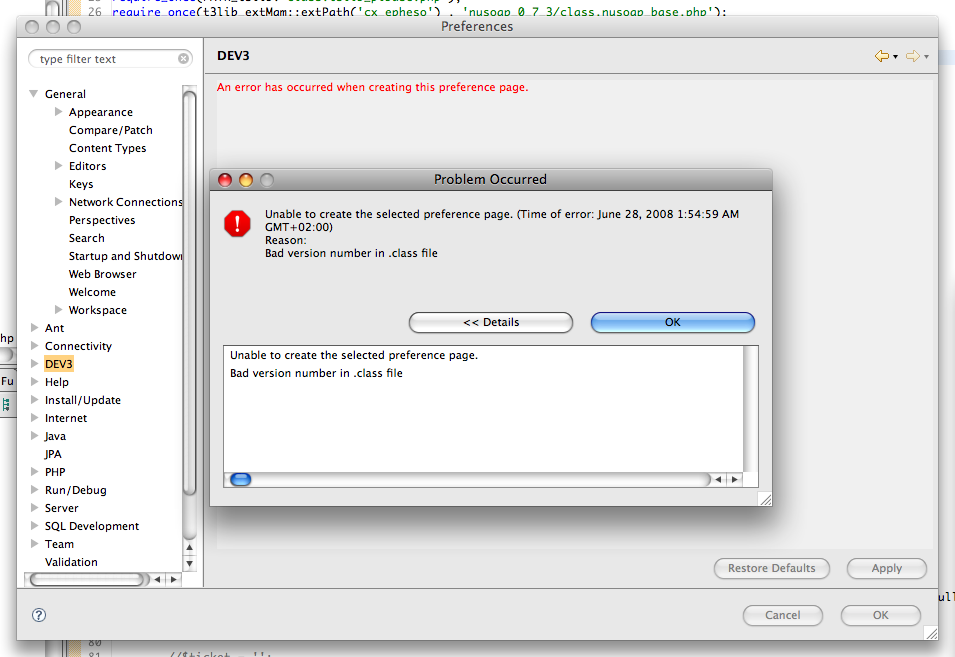 26 require_once(t3lib_extMgm::extPath('cx_epheso') . 'nusoap_0_7_3/class.nusoap_base.php');
Preferences
type filter text
DEV3
An error has occurred when creating this preference page.
General
Appearance
Compare/Patch
Content Types
Editors
Keys
Network Connections
Perspectives
Search
Startup and Shutdow
Web Browser
Welcome
Workspace
Ant
Connectivity
DEV3
Help
Install/Update
Internet
Java
JPA
PHP
Run/Debug
Server
SQL Development
Team
Validation
Problem Occurred
Unable to create the selected preference page. (Time of error: June 28, 2008 1:54:59 AM
GMT+02:00)
Reason:
Bad version number in .class file
<< Details
OK
Unable to create the selected preference page.
Bad version number in .class file
Restore Defaults
Apply
?
Cancel
OK
hp
Fu
ull
80
81 //$ticket = '';